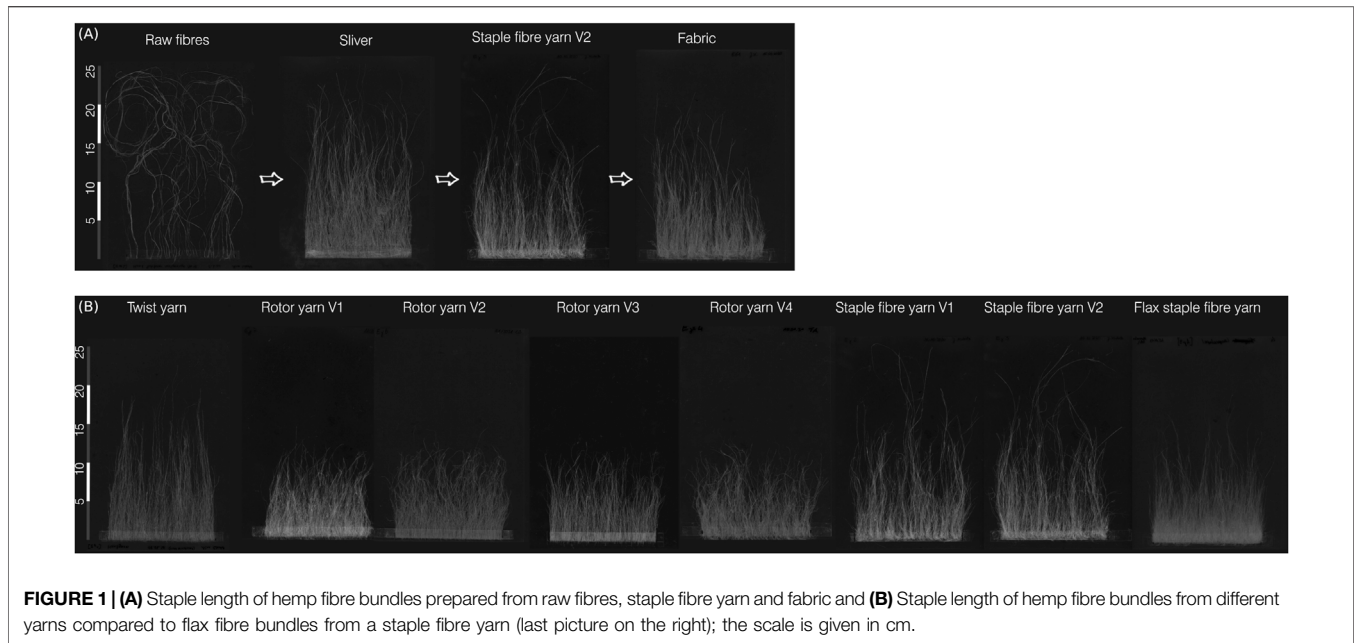 (A)
Raw fibres
Sliver
Staple fibre yarn V2
Fabric
25
20
15
10
5
(B)
Twist yarn
Rotor yarn V1
Rotor yarn V2
Rotor yarn V3
Rotor yarn V4
Staple fibre yarn V1
Staple fibre yarn V2
Flax staple fibre yarn
25
20
15
10
5
FIGURE 1 | (A) Staple length of hemp fibre bundles prepared from raw fibres, staple fibre yarn and fabric and (B) Staple length of hemp fibre bundles from different
yarns compared to flax fibre bundles from a staple fibre yarn (last picture on the right); the scale is given in cm.